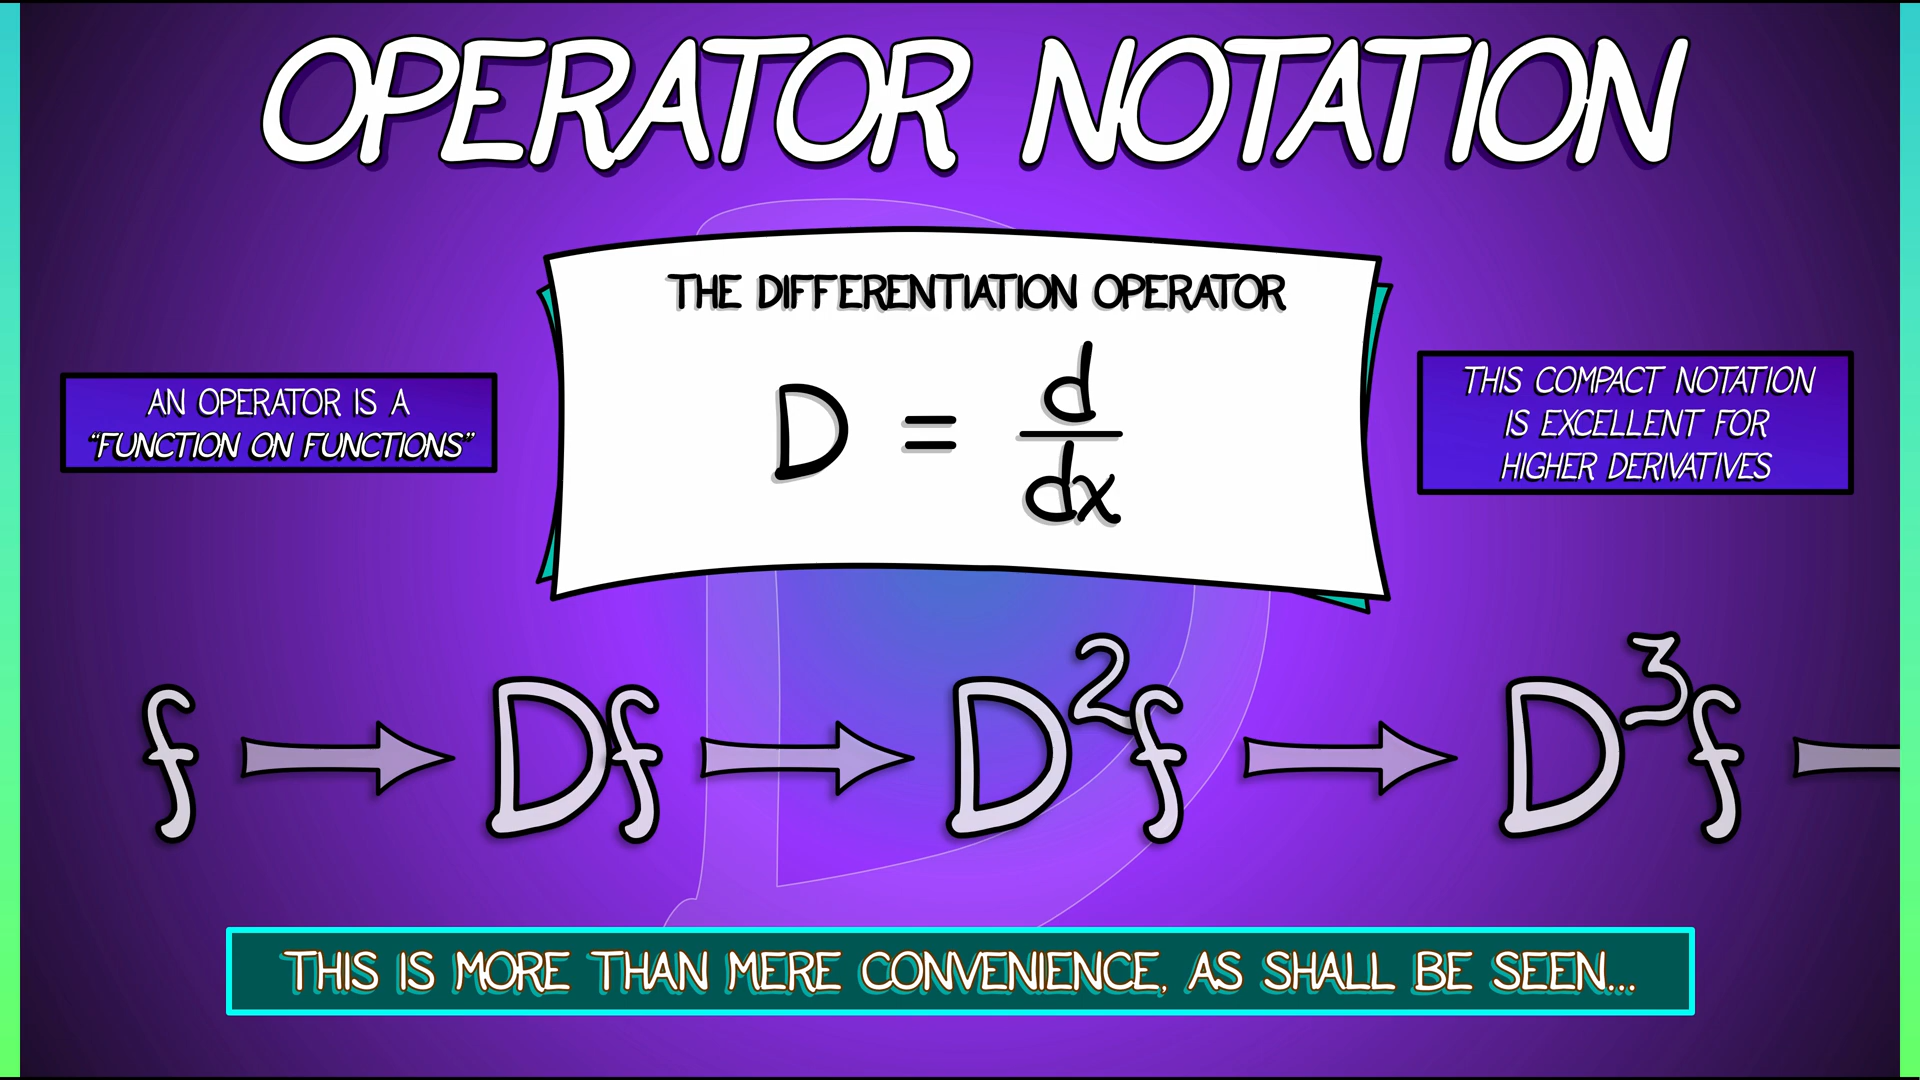 OPERATOR NOTATION
THE DIFFERENTIATION OPERATOR
D = d/dx
AN OPERATOR IS A
"FUNCTION ON FUNCTIONS"
THIS COMPACT NOTATION
IS EXCELLENT FOR
HIGHER DERIVATIVES
f → Df → D²f → D³f
THIS IS MORE THAN MERE CONVENIENCE, AS SHALL BE SEEN...